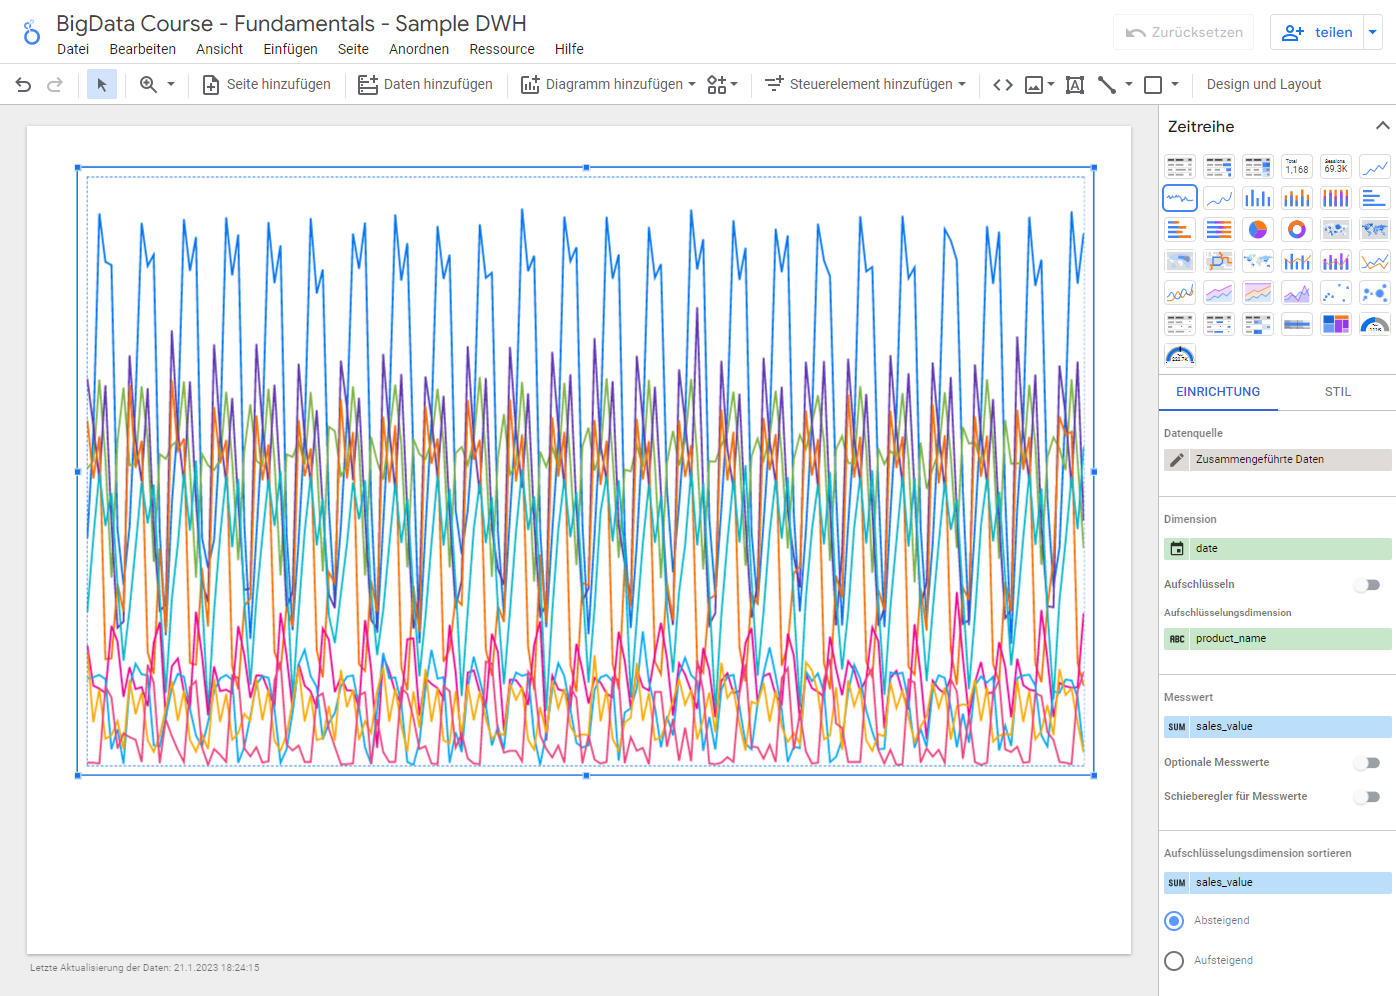 BigData Course - Fundamentals - Sample DWH
Datei Bearbeiten Ansicht Einfügen Seite Anordnen Ressource Hilfe
Zurücksetzen
teilen
Seite hinzufügen Daten hinzufügen Diagramm hinzufügen Steuerelement hinzufügen Design und Layout
Zeitreihe
Total
1,168
Sessions
69.3K
EINRICHTUNG STIL
Datenquelle
Zusammengeführte Daten
Dimension
date
Aufschlüsseln
Aufschlüsselungsdimension
ABC product_name
Messwert
SUM sales_value
Optionale Messwerte
Schieberegler für Messwerte
Aufschlüsselungsdimension sortieren
SUM sales_value
Absteigend
Aufsteigend
Letzte Aktualisierung der Daten: 21.1.2023 18:24:15